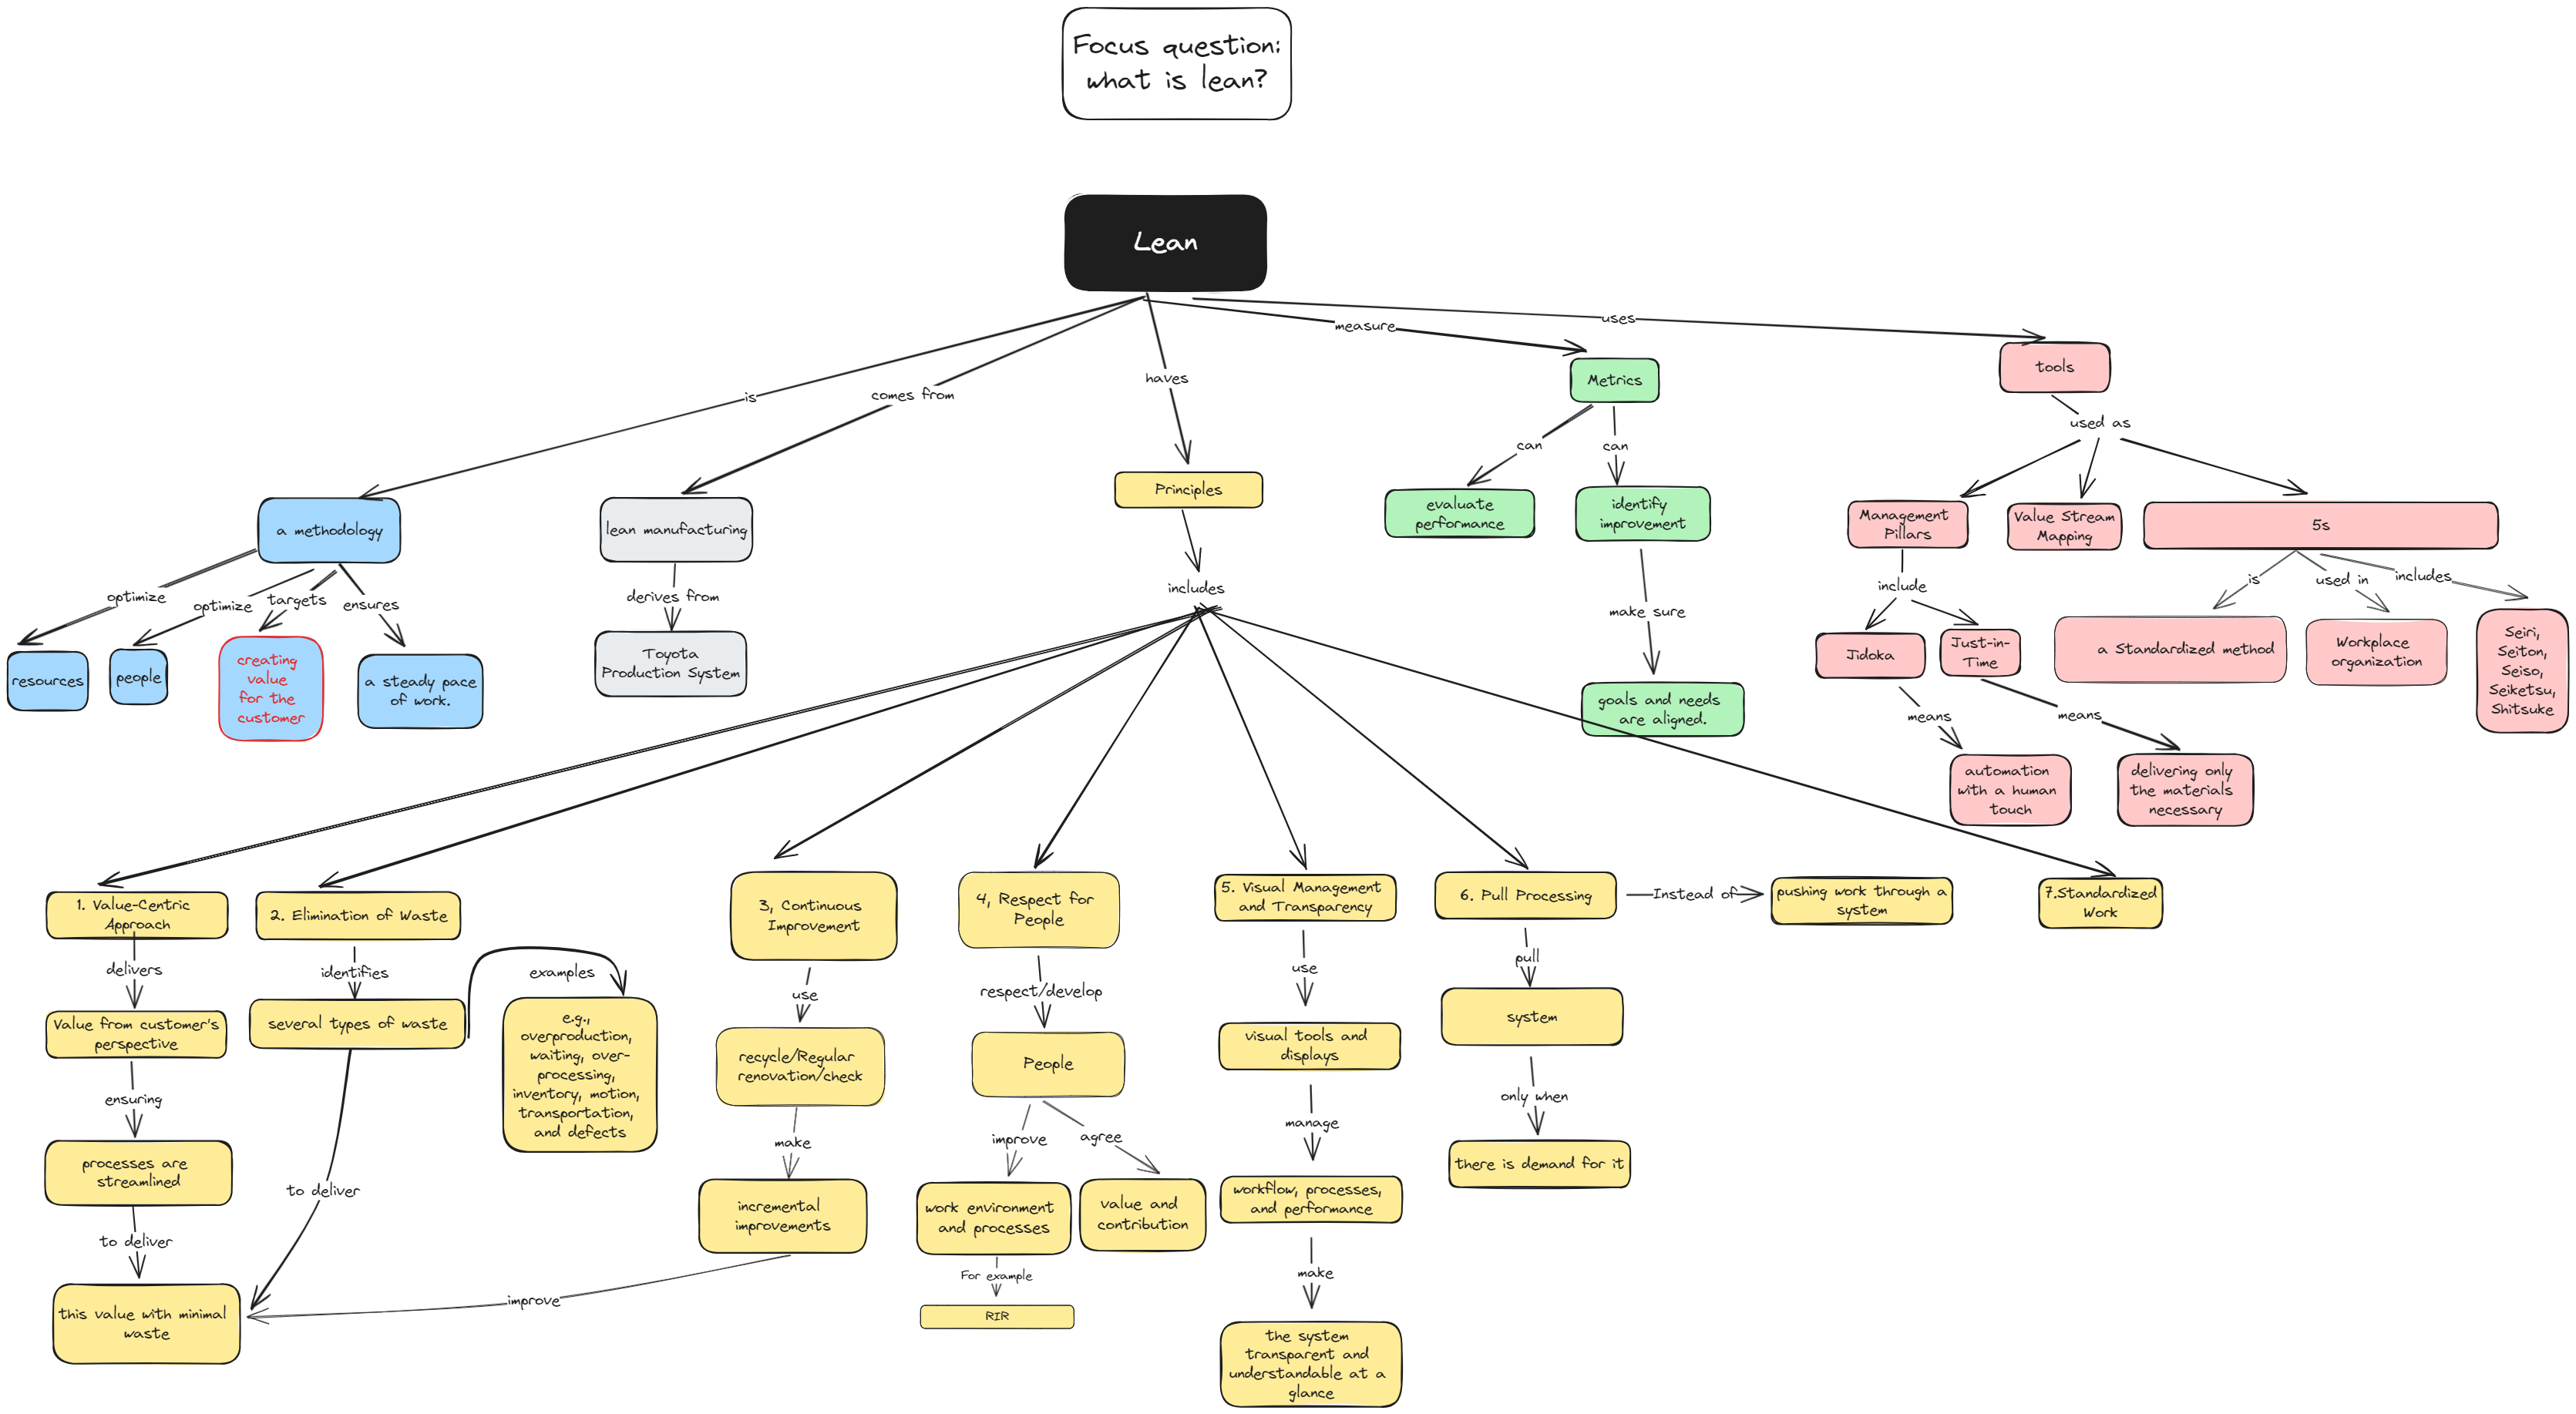 Focus question:
what is lean?
Lean
is
comes from
haves
measure
uses
a methodology
optimize
optimize
targets
ensures
resources
people
creating
value
for the
customer
a steady pace
of work.
lean manufacturing
derives from
Toyota
Production System
Principles
includes
Metrics
can
can
evaluate
performance
identify
improvement
make sure
goals and needs
are aligned.
tools
used as
Management
Pillars
Value Stream
Mapping
5s
include
Jidoka
Just-in-
Time
means
means
automation
with a human
touch
delivering only
the materials
necessary
is
used in
includes
a Standardized method
Workplace
organization
Seiri,
Seiton,
Seiso,
Seiketsu,
Shitsuke
1. Value-Centric
Approach
delivers
Value from customer's
perspective
ensuring
processes are
streamlined
to deliver
this value with minimal
waste
2. Elimination of Waste
identifies
several types of waste
to deliver
examples
e.g.,
overproduction,
waiting, over-
processing,
inventory, motion,
transportation,
and defects
3, Continuous
Improvement
use
recycle/Regular
renovation/check
make
incremental
improvements
improve
4, Respect for
People
respect/develop
People
improve
agree
work environment
and processes
value and
contribution
For example
RIR
5. Visual Management
and Transparency
use
visual tools and
displays
manage
workflow, processes,
and performance
make
the system
transparent and
understandable at a
glance
6. Pull Processing
Instead of
pushing work through a
system
pull
system
only when
there is demand for it
7.Standardized
Work